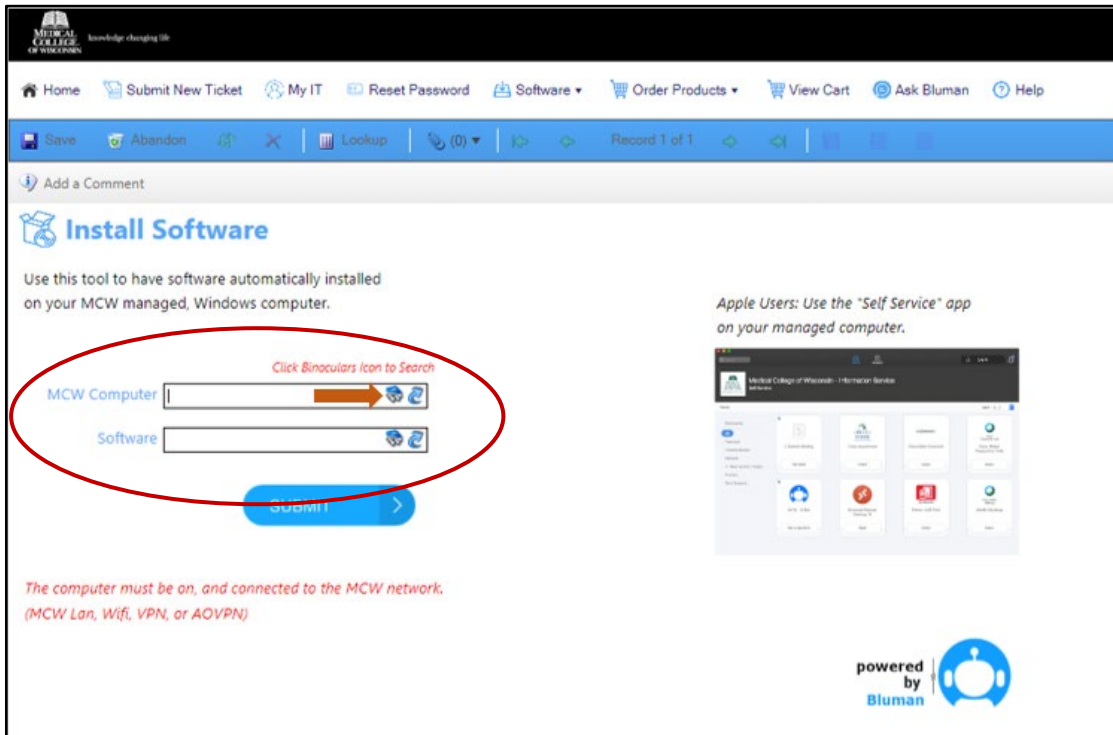 MEDICAL
COLLEGE
OF WISCONSIN
knowledge changing life
Home Submit New Ticket My IT Reset Password Software Order Products View Cart Ask Bluman Help
Save Abandon Lookup (0) Record 1 of 1
Add a Comment
Install Software
Use this tool to have software automatically installed
on your MCW managed, Windows computer.
Apple Users: Use the "Self Service" app
on your managed computer.
Click Binoculars Icon to Search
MCW Computer
Software
SUBMIT
Medical College of Wisconsin - Information Service
The computer must be on, and connected to the MCW network.
(MCW Lan, Wifi, VPN, or AOVPN)
powered
by
Bluman